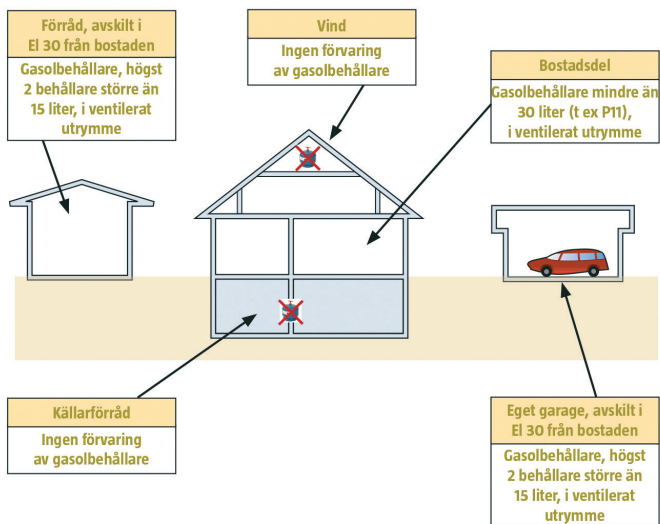 Förråd, avskilt i
EI 30 från bostaden
Gasolbehållare, högst
2 behållare större än
15 liter, i ventilerat
utrymme
Vind
Ingen förvaring
av gasolbehållare
Bostadsdel
Gasolbehållare mindre än
30 liter (t ex P11),
i ventilerat utrymme
Källarförråd
Ingen förvaring
av gasolbehållare
Eget garage, avskilt i
EI 30 från bostaden
Gasolbehållare, högst
2 behållare större än
15 liter, i ventilerat
utrymme